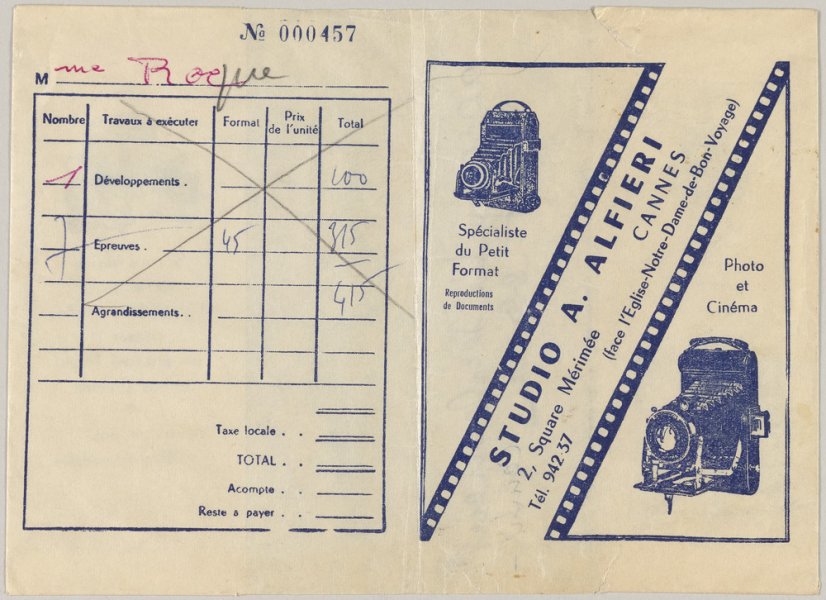 No 000457
Mme Roque
Nombre Travaux à exécuter Format Prix de l'unité Total
1 Développements . 100
7 Epreuves . 45 315
415
Agrandissements. .
Taxe locale . .
TOTAL . .
Acompte . .
Reste a payer . .
Spécialiste
du Petit
Format
Reproductions
de Documents
STUDIO A. ALFIERI
CANNES
2, Square Mérimée
(face l'Eglise-Notre-Dame-de-Bon-Voyage)
Tél. 942-37
Photo
et
Cinéma